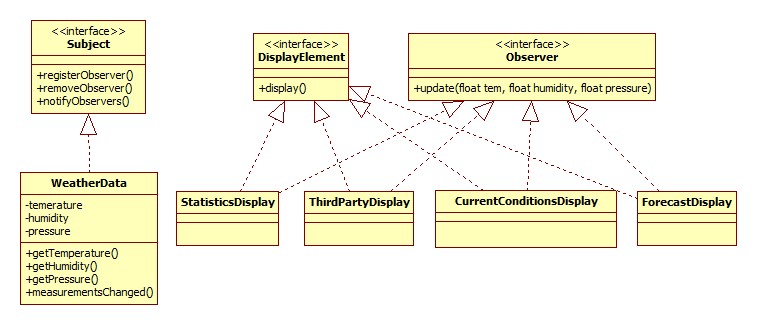 <<interface>>
Subject
+registerObserver()
+removeObserver()
+notifyObservers()
<<interface>>
DisplayElement
+display()
<<interface>>
Observer
+update(float tem, float humidity, float pressure)
WeatherData
-temerature
-humidity
-pressure
+getTemperature()
+getHumidity()
+getPressure()
+measurementsChanged()
StatisticsDisplay
ThirdPartyDisplay
CurrentConditionsDisplay
ForecastDisplay